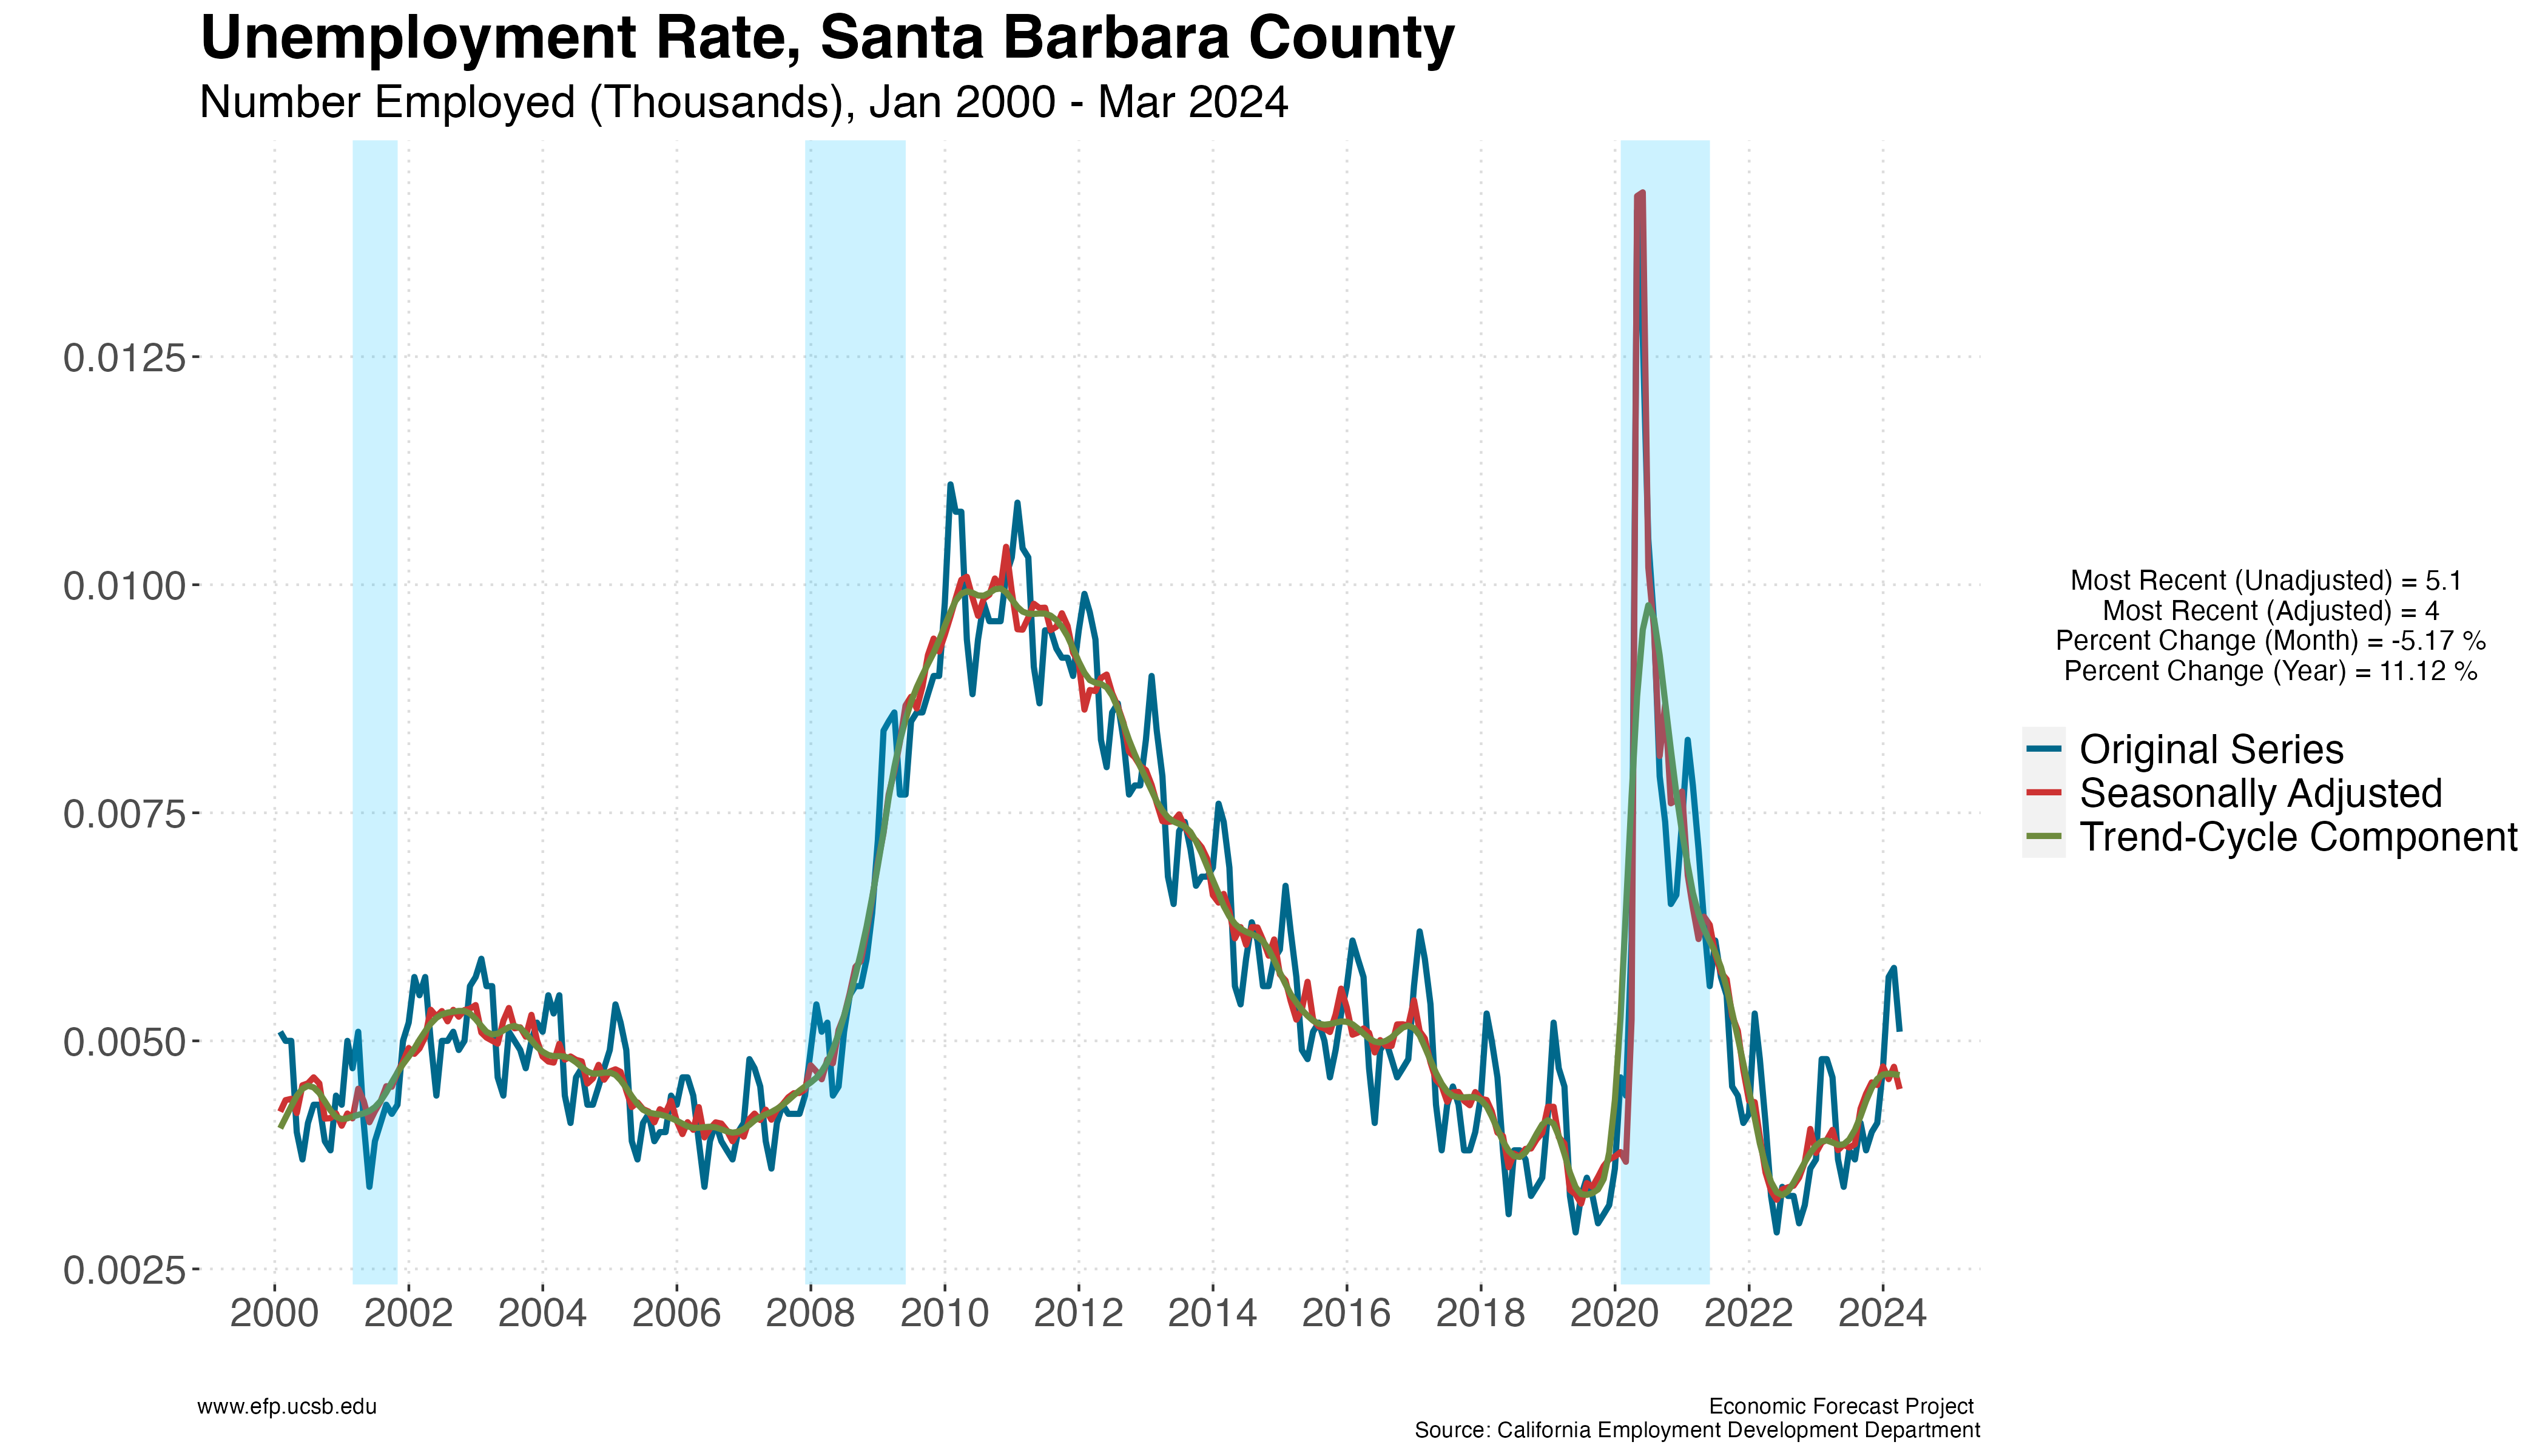 Unemployment Rate, Santa Barbara County
Number Employed (Thousands), Jan 2000 - Mar 2024
0.0125
0.0100
0.0075
0.0050
0.0025
2000 2002 2004 2006 2008 2010 2012 2014 2016 2018 2020 2022 2024
Most Recent (Unadjusted) = 5.1
Most Recent (Adjusted) = 4
Percent Change (Month) = -5.17 %
Percent Change (Year) = 11.12 %
Original Series
Seasonally Adjusted
Trend-Cycle Component
www.efp.ucsb.edu
Economic Forecast Project
Source: California Employment Development Department